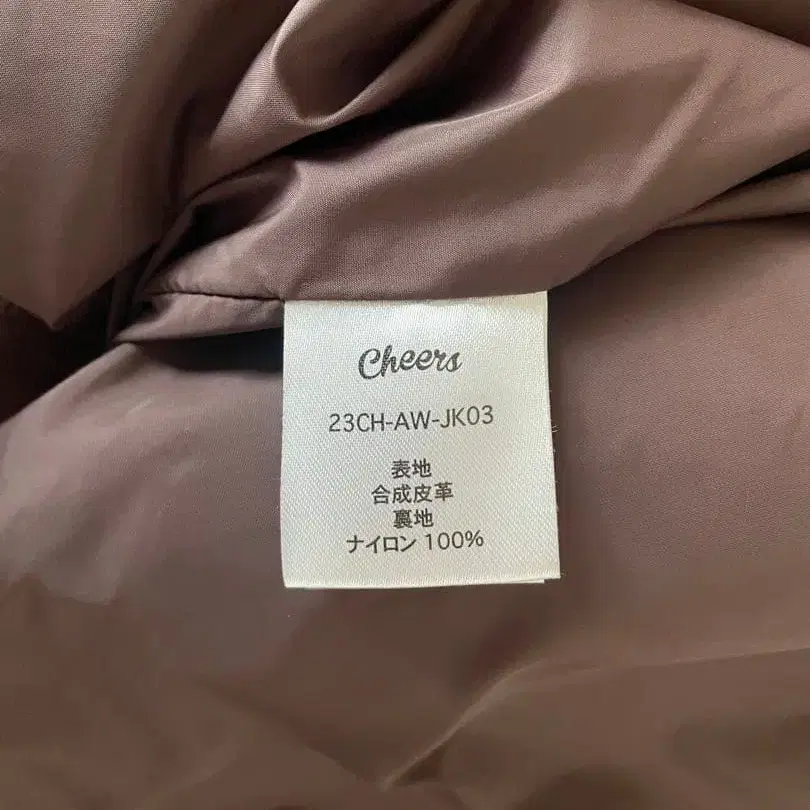 Cheers
23CH-AW-JK03
表地
合成皮革
裏地
ナイロン 100%